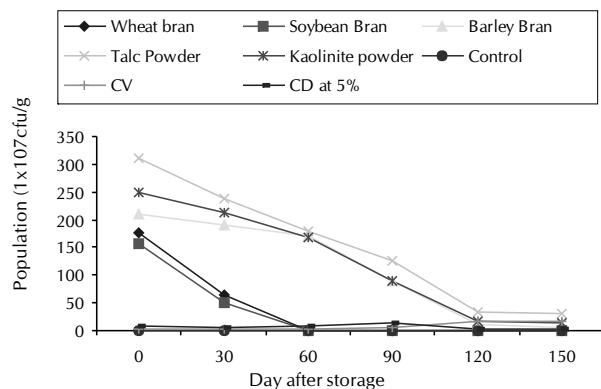 Wheat bran Soybean Bran Barley Bran
Talc Powder Kaolinite powder Control
CV CD at 5%
Population (1x107cfu/g
350
300
250
200
150
100
50
0
0 30 60 90 120 150
Day after storage